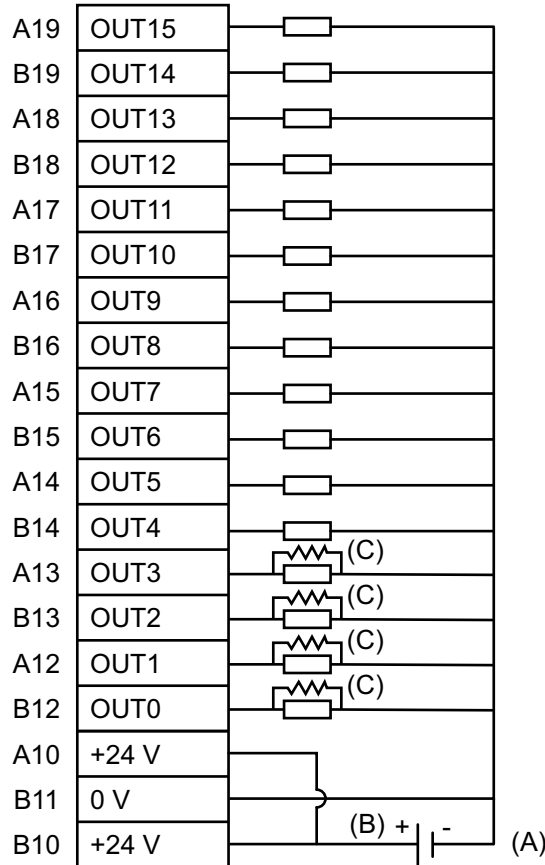 A19 OUT15
B19 OUT14
A18 OUT13
B18 OUT12
A17 OUT11
B17 OUT10
A16 OUT9
B16 OUT8
A15 OUT7
B15 OUT6
A14 OUT5
B14 OUT4
(C)
A13 OUT3
(C)
B13 OUT2
(C)
A12 OUT1
(C)
B12 OUT0
A10 +24 V
B11 0 V
B10 +24 V (B) + - (A)